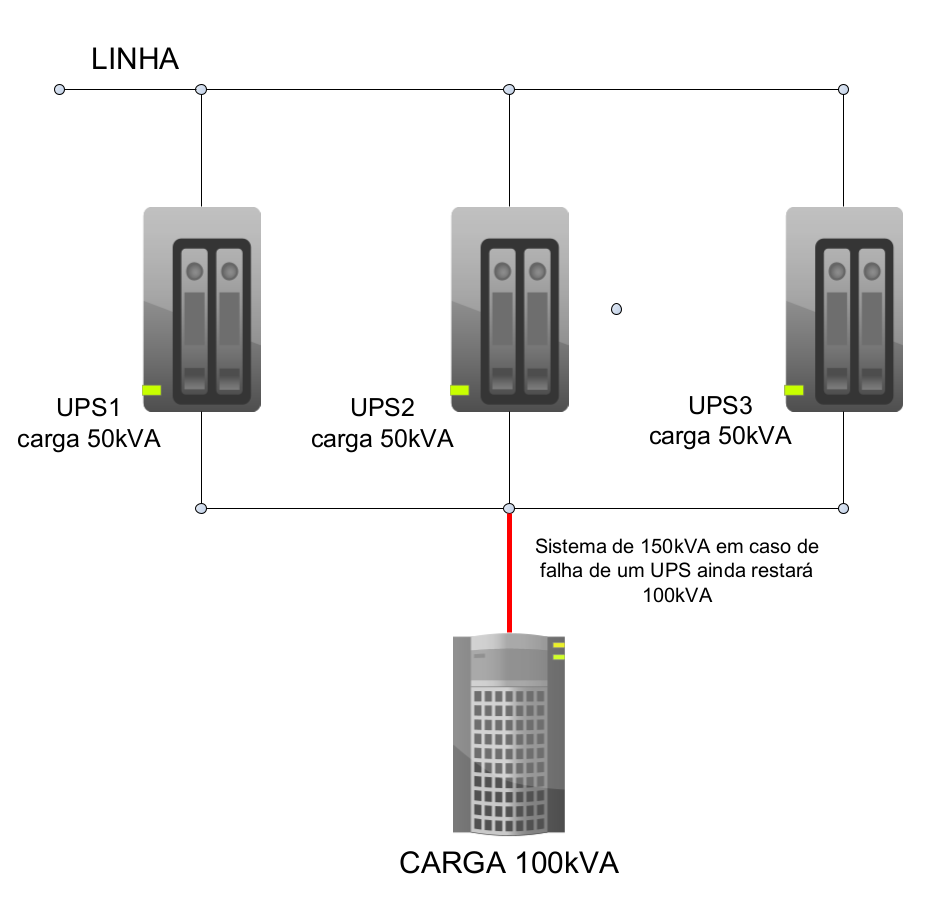 LINHA
UPS1
carga 50kVA
UPS2
carga 50kVA
UPS3
carga 50kVA
Sistema de 150kVA em caso de
falha de um UPS ainda restará
100kVA
CARGA 100kVA